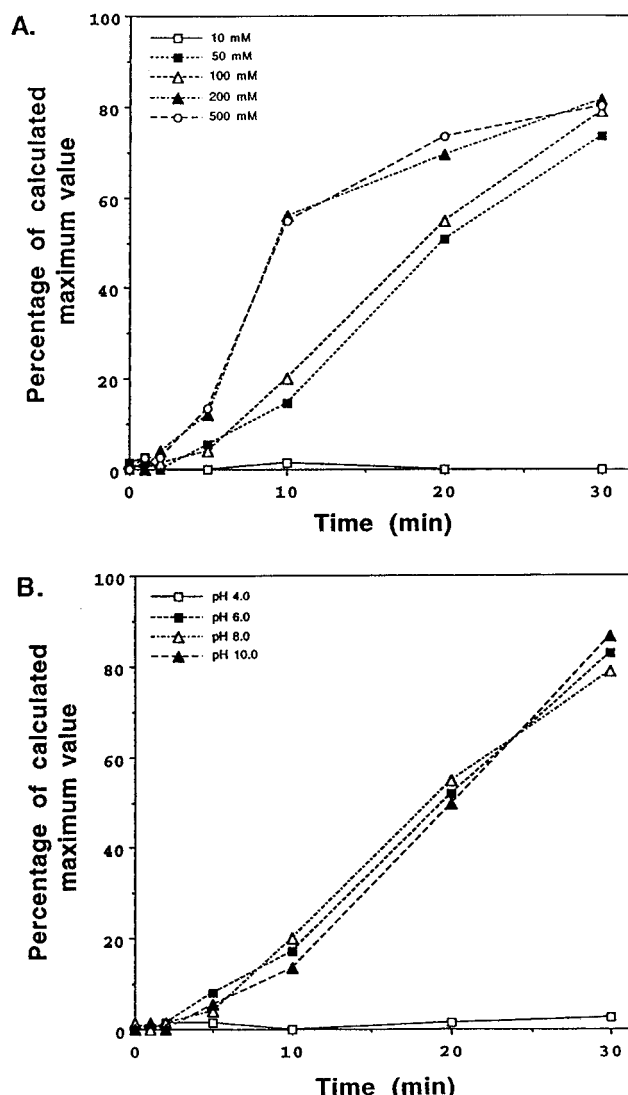 A.
100
80
60
40
20
0
10 mM
50 mM
100 mM
200 mM
500 mM
Percentage of calculated
maximum value
0
10
20
30
Time (min)
B.
100
80
60
40
20
0
pH 4.0
pH 6.0
pH 8.0
pH 10.0
Percentage of calculated
maximum value
0
10
20
30
Time (min)